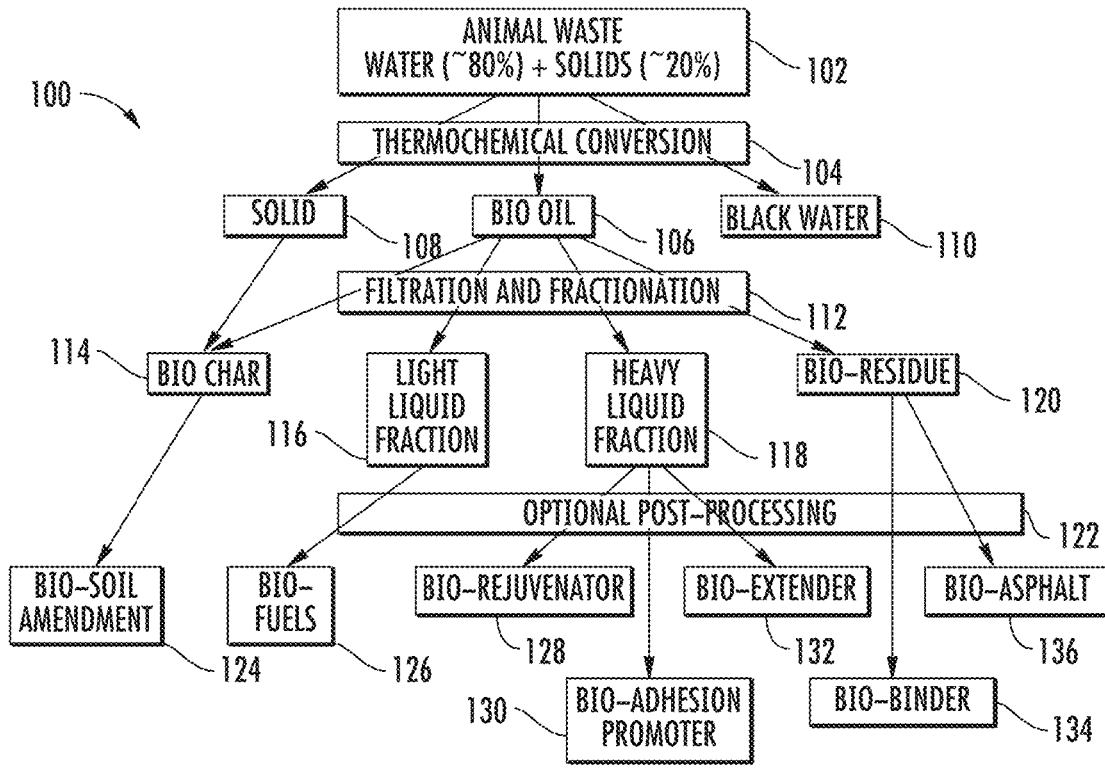 ANIMAL WASTE
WATER (~80%) + SOLIDS (~20%)
102
100
THERMOCHEMICAL CONVERSION
104
SOLID
108
BIO OIL
106
BLACK WATER
110
FILTRATION AND FRACTIONATION
112
114
BIO CHAR
LIGHT
LIQUID
FRACTION
116
HEAVY
LIQUID
FRACTION
118
BIO-RESIDUE
120
OPTIONAL POST-PROCESSING
122
BIO-SOIL
AMENDMENT
124
BIO-
FUELS
126
BIO-REJUVENATOR
128
BIO-EXTENDER
132
BIO-ASPHALT
136
130
BIO-ADHESION
PROMOTER
BIO-BINDER
134